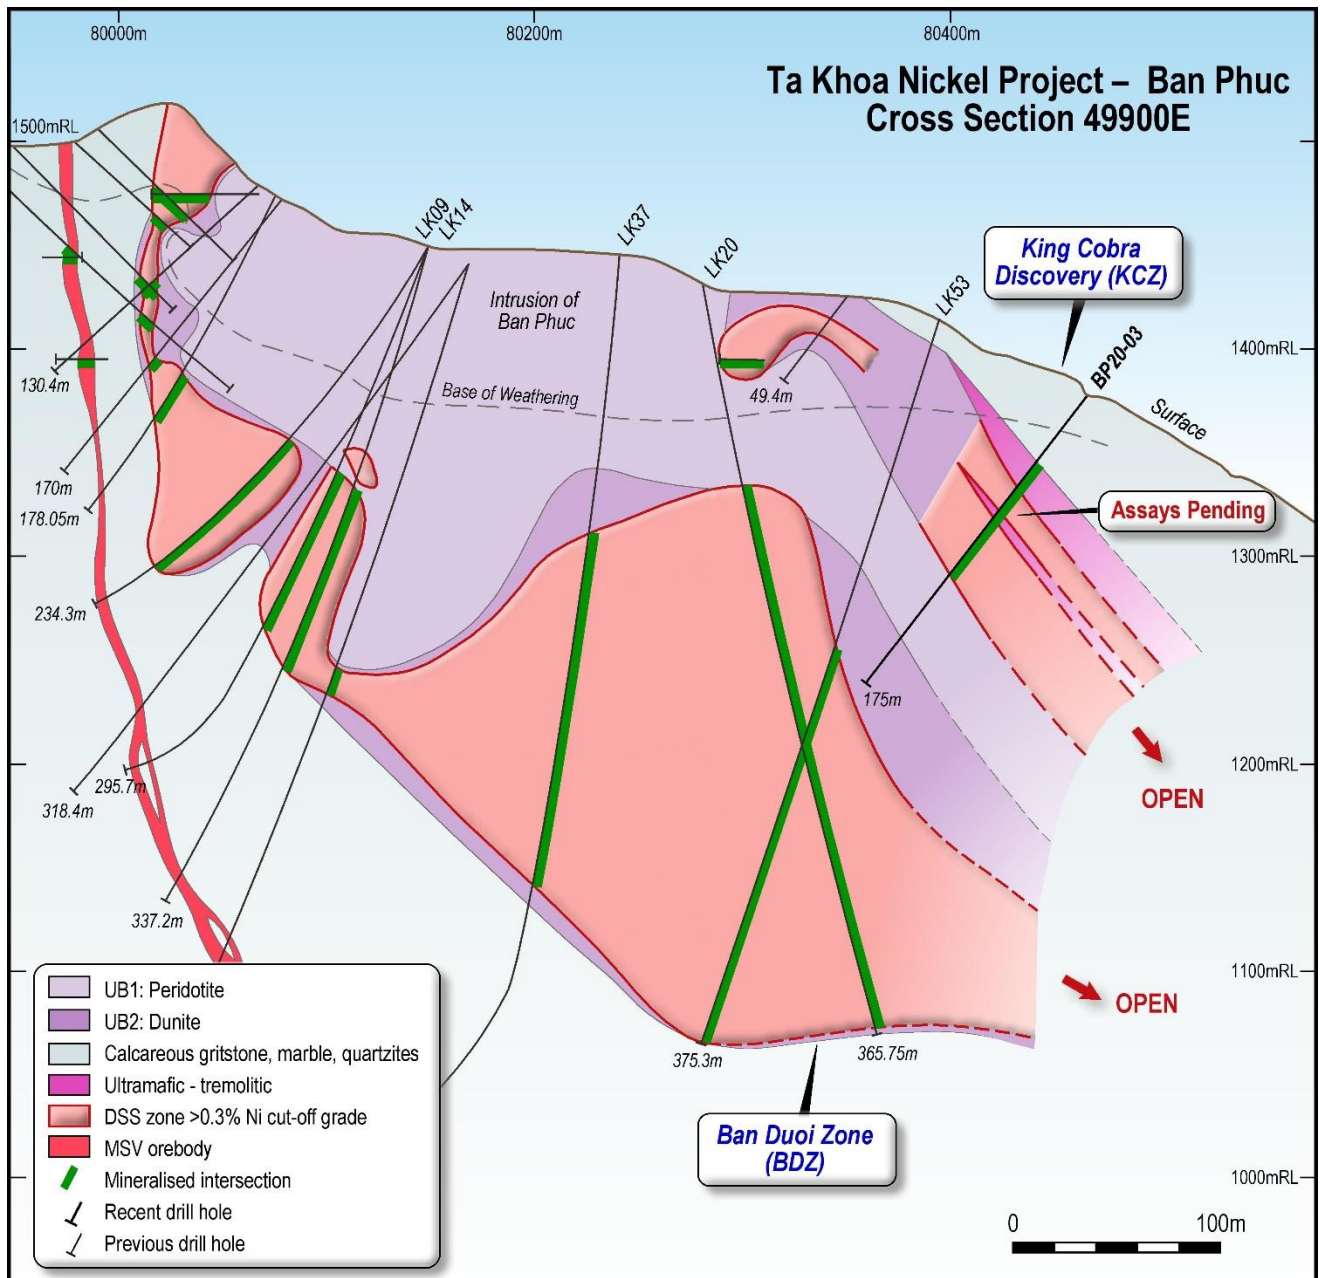 80000m
80200m
80400m
Ta Khoa Nickel Project – Ban Phuc
Cross Section 49900E
1500mRL
LK09
LK14
LK37
LK20
LK53
King Cobra
Discovery (KCZ)
BP20-03
Intrusion of
Ban Phuc
1400mRL
130.4m
Base of Weathering
49.4m
Surface
170m
178.05m
Assays Pending
1300mRL
234.3m
175m
295.7m
318.4m
1200mRL
OPEN
337.2m
1100mRL
OPEN
375.3m
365.75m
Ban Duoi Zone
(BDZ)
UB1: Peridotite
UB2: Dunite
Calcareous gritstone, marble, quartzites
Ultramafic - tremolitic
DSS zone >0.3% Ni cut-off grade
MSV orebody
Mineralised intersection
Recent drill hole
Previous drill hole
1000mRL
0 100m